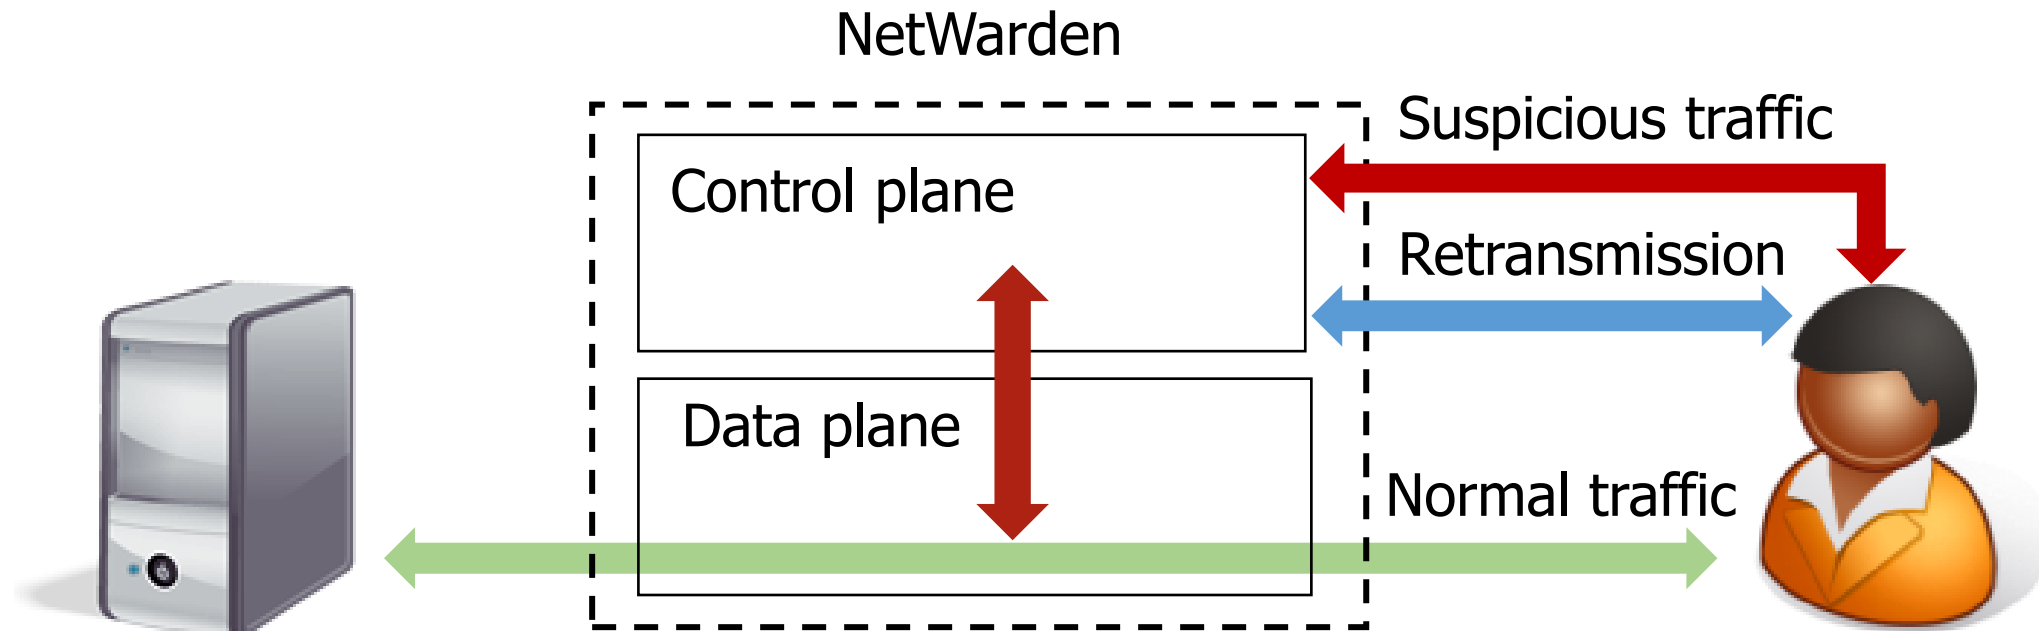 NetWarden
Suspicious traffic
Control plane
Retransmission
Data plane
Normal traffic